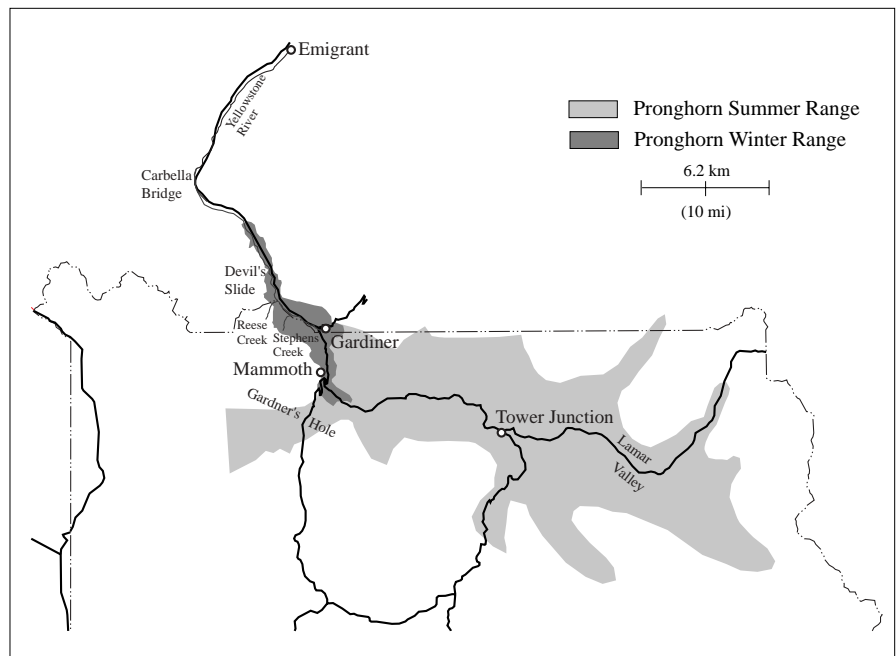 Emigrant
Yellowstone
River
Pronghorn Summer Range
Pronghorn Winter Range
6.2 km
(10 mi)
Carbella
Bridge
Devil's
Slide
Reese
Creek
Stephens
Creek
Gardiner
Mammoth
Gardner's Hole
Tower Junction
Lamar
Valley